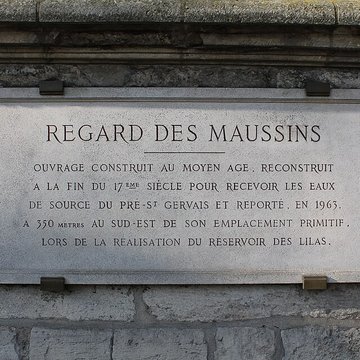 REGARD DES MAUSSINS
OUVRAGE CONSTRUIT AU MOYEN AGE, RECONSTRUIT
A LA FIN DU 17ÈME SIÈCLE POUR RECEVOIR LES EAUX
DE SOURCE DU PRÉ-ST GERVAIS ET REPORTÉ, EN 1963,
A 350 MÈTRES AU SUD-EST DE SON EMPLACEMENT PRIMITIF,
LORS DE LA RÉALISATION DU RÉSERVOIR DES LILAS.